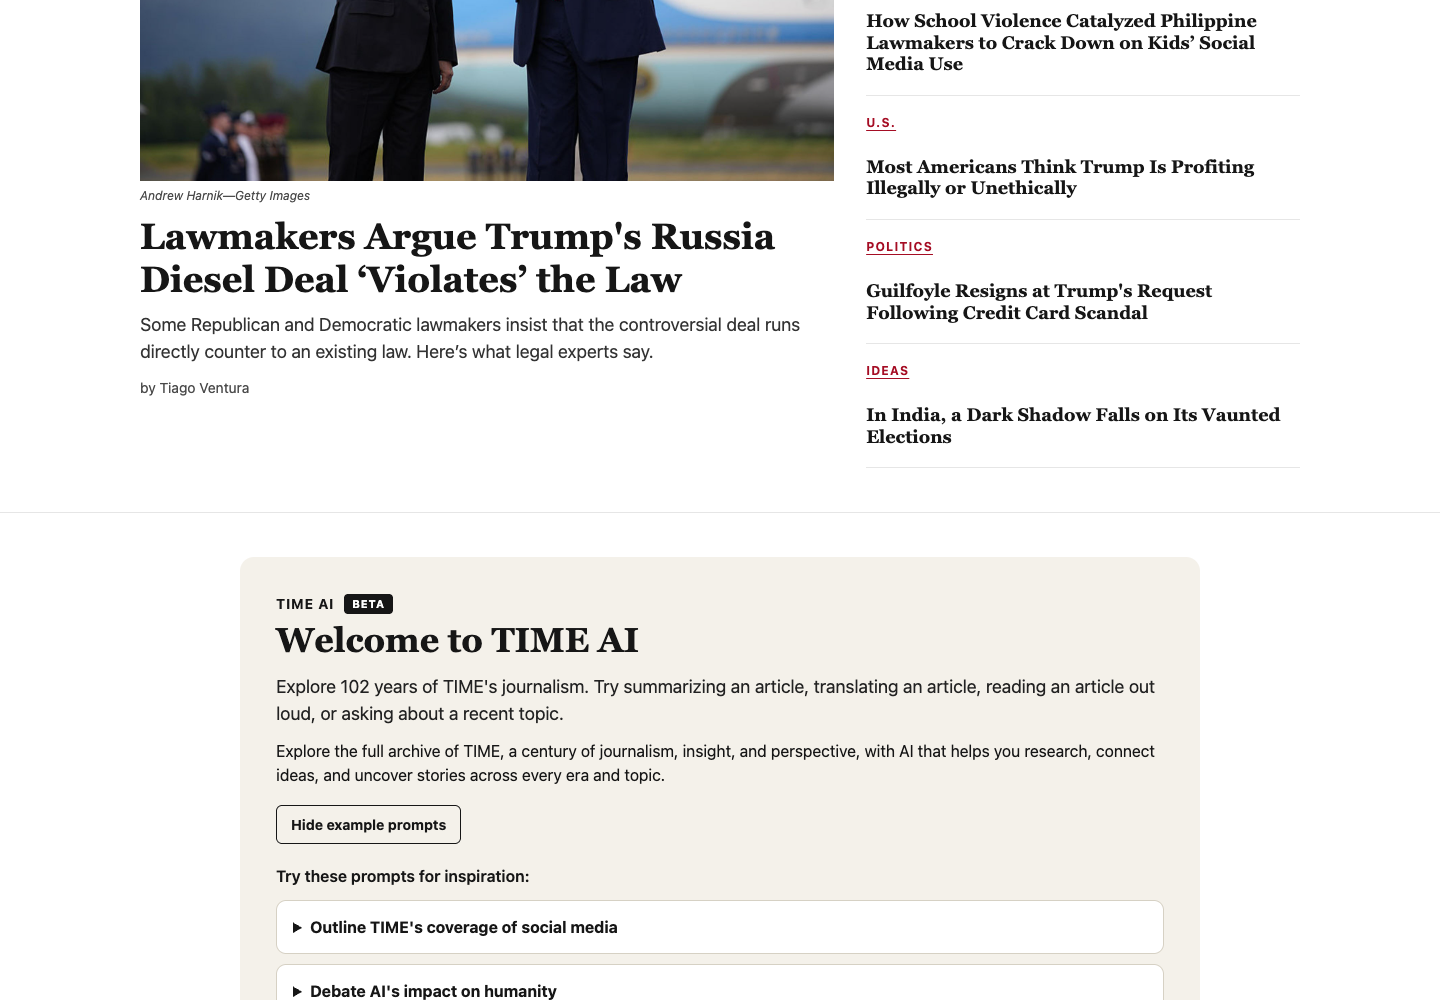 Andrew Harnik—Getty Images
Lawmakers Argue Trump's Russia
Diesel Deal ‘Violates’ the Law
Some Republican and Democratic lawmakers insist that the controversial deal runs
directly counter to an existing law. Here’s what legal experts say.
by Tiago Ventura
How School Violence Catalyzed Philippine
Lawmakers to Crack Down on Kids’ Social
Media Use
U.S.
Most Americans Think Trump Is Profiting
Illegally or Unethically
POLITICS
Guilfoyle Resigns at Trump's Request
Following Credit Card Scandal
IDEAS
In India, a Dark Shadow Falls on Its Vaunted
Elections
TIME AI BETA
Welcome to TIME AI
Explore 102 years of TIME's journalism. Try summarizing an article, translating an article, reading an article out
loud, or asking about a recent topic.
Explore the full archive of TIME, a century of journalism, insight, and perspective, with AI that helps you research, connect
ideas, and uncover stories across every era and topic.
Hide example prompts
Try these prompts for inspiration:
Outline TIME's coverage of social media
Debate AI's impact on humanity